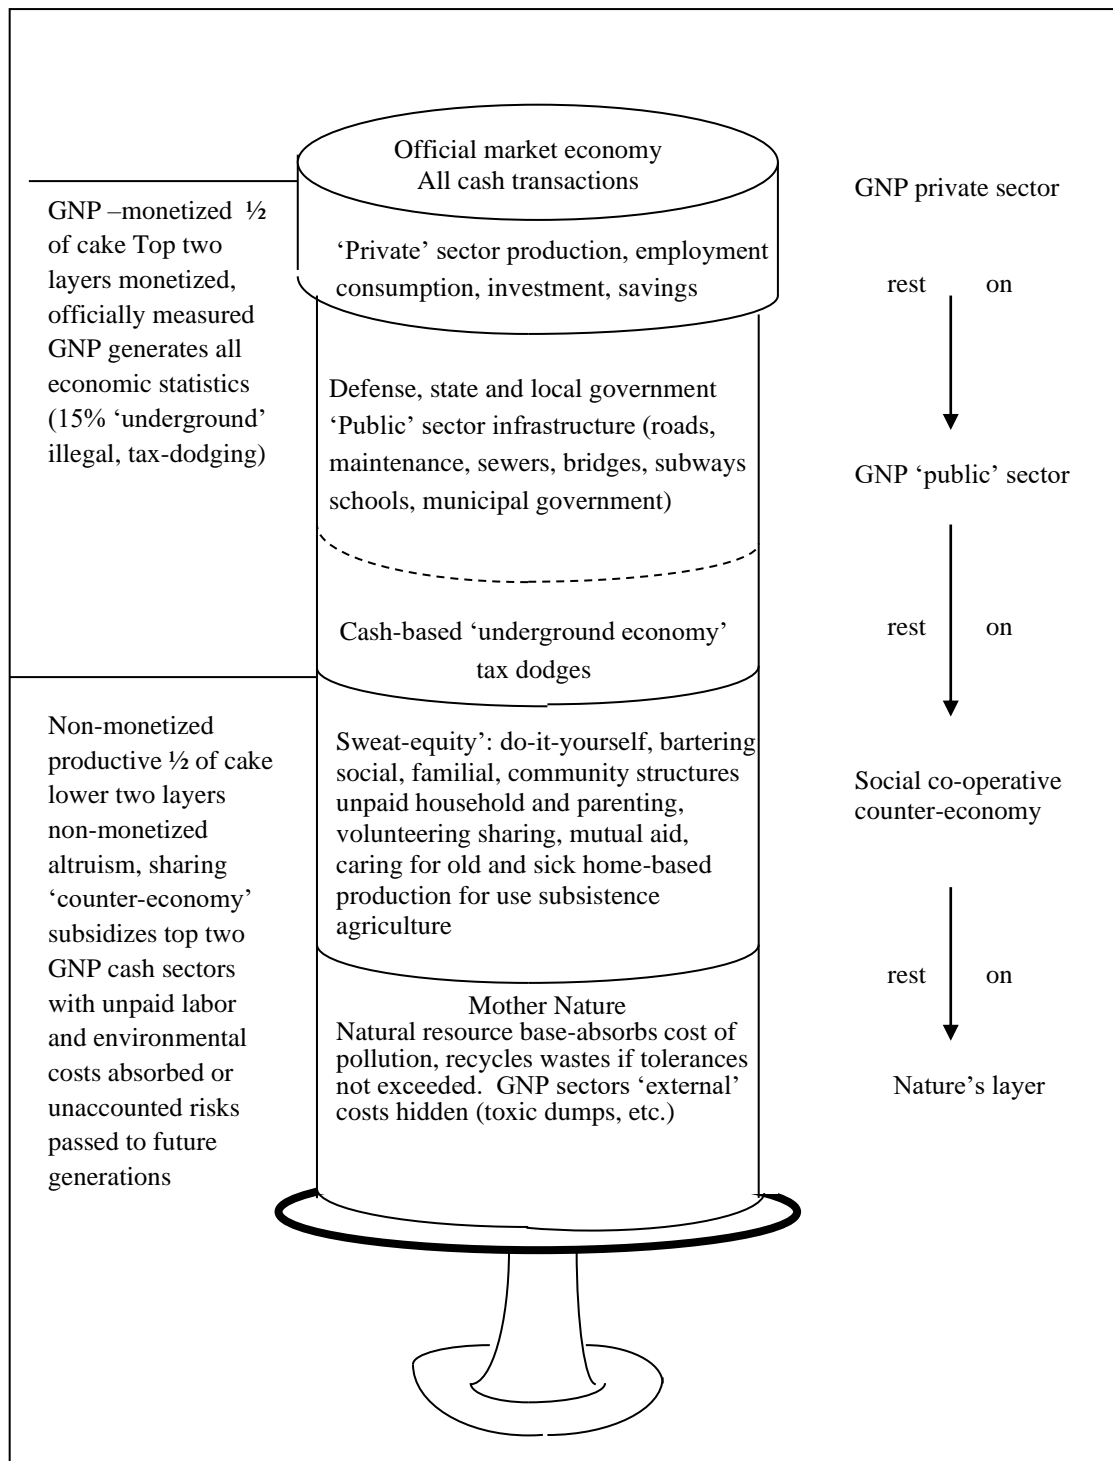 Official market economy
All cash transactions
‘Private’ sector production, employment
consumption, investment, savings
Defense, state and local government
‘Public’ sector infrastructure (roads,
maintenance, sewers, bridges, subways
schools, municipal government)
Cash-based ‘underground economy’
tax dodges
Sweat-equity’: do-it-yourself, bartering
social, familial, community structures
unpaid household and parenting,
volunteering sharing, mutual aid,
caring for old and sick home-based
production for use subsistence
agriculture
Mother Nature
Natural resource base-absorbs cost of
pollution, recycles wastes if tolerances
not exceeded.  GNP sectors ‘external’
costs hidden (toxic dumps, etc.)
GNP –monetized ½
of cake Top two
layers monetized,
officially measured
GNP generates all
economic statistics
(15% ‘underground’
illegal, tax-dodging)
Non-monetized
productive ½ of cake
lower two layers
non-monetized
altruism, sharing
‘counter-economy’
subsidizes top two
GNP cash sectors
with unpaid labor
and environmental
costs absorbed or
unaccounted risks
passed to future
generations
GNP private sector
rest on
GNP ‘public’ sector
rest on
Social co-operative
counter-economy
rest on
Nature’s layer